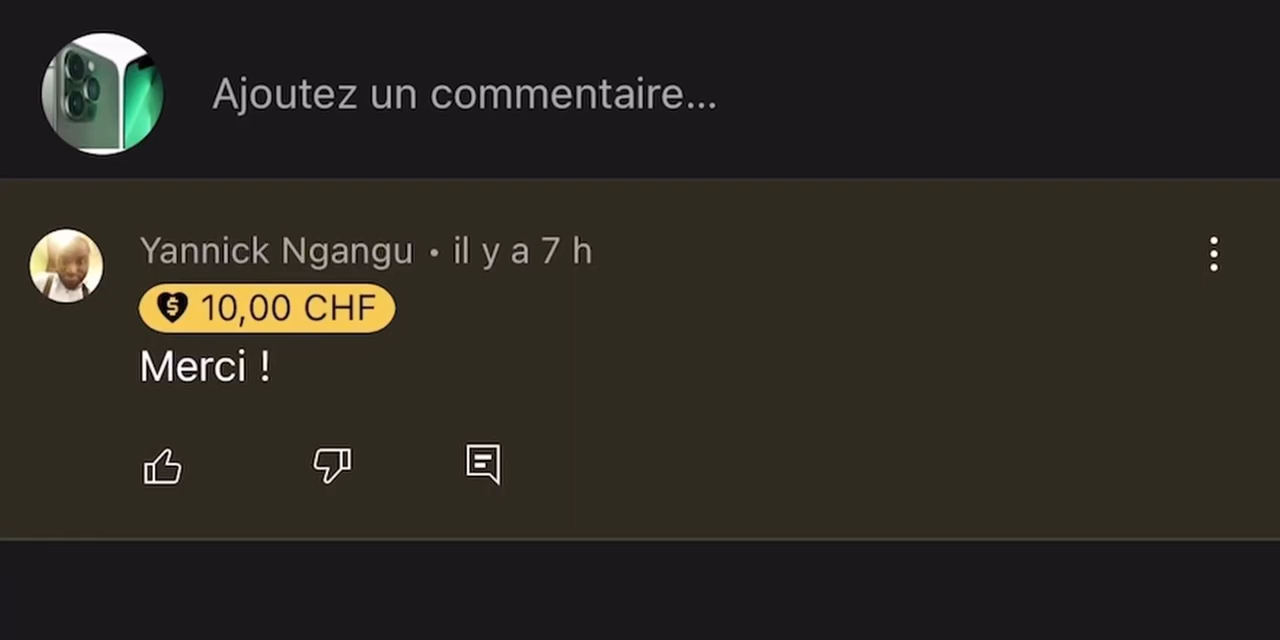 Ajoutez un commentaire...
Yannick Ngangu • il y a 7 h
10,00 CHF
Merci !